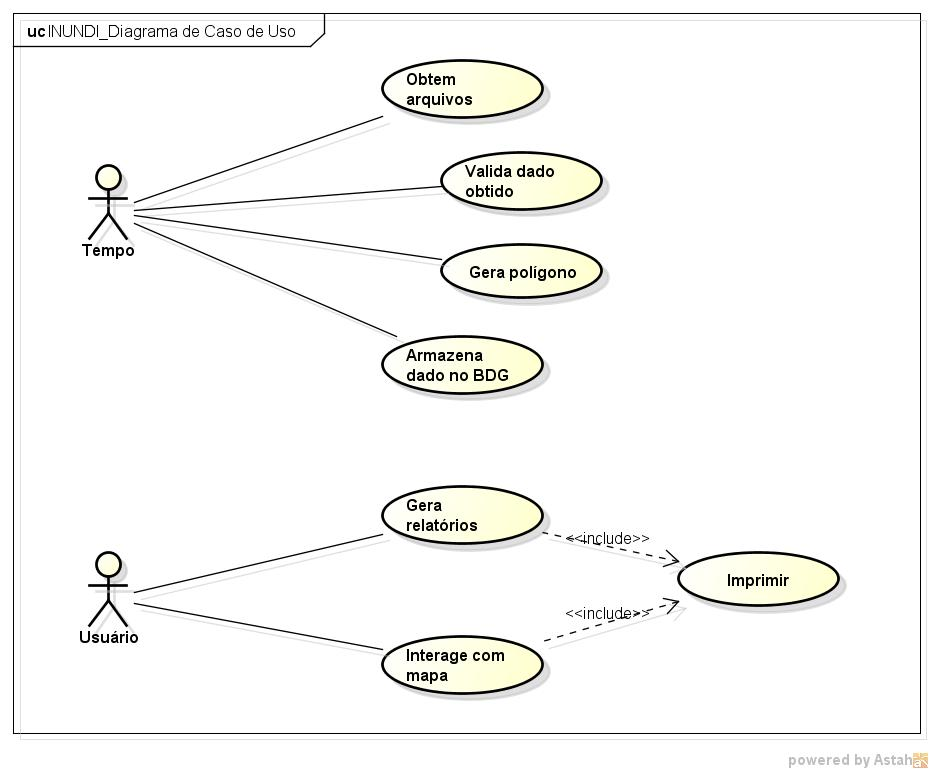 uc INUNDI_Diagrama de Caso de Uso
Obtem
arquivos
Valida dado
obtido
Tempo
Gera polígono
Armazena
dado no BDG
Gera
relatórios
<<include>>
Imprimir
<<include>>
Usuário
Interage com
mapa
powered by Astah